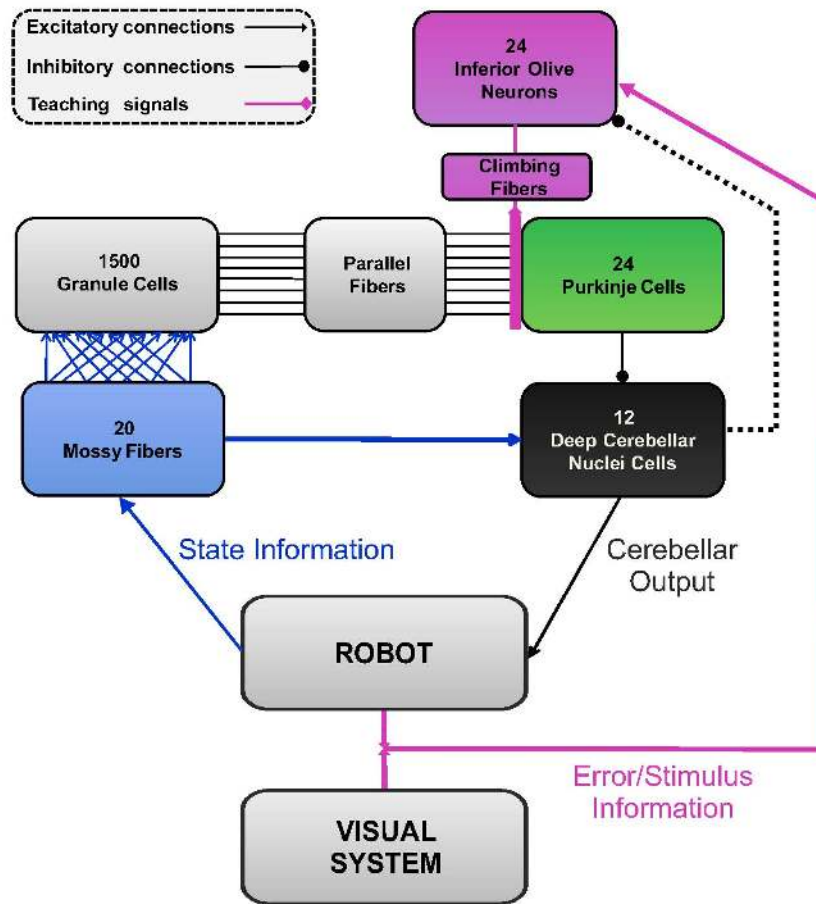 Excitatory connections
Inhibitory connections
Teaching signals
24
Inferior Olive
Neurons
Climbing
Fibers
1500
Granule Cells
Parallel
Fibers
24
Purkinje Cells
20
Mossy Fibers
12
Deep Cerebellar
Nuclei Cells
State Information
Cerebellar
Output
ROBOT
Error/Stimulus
Information
VISUAL
SYSTEM